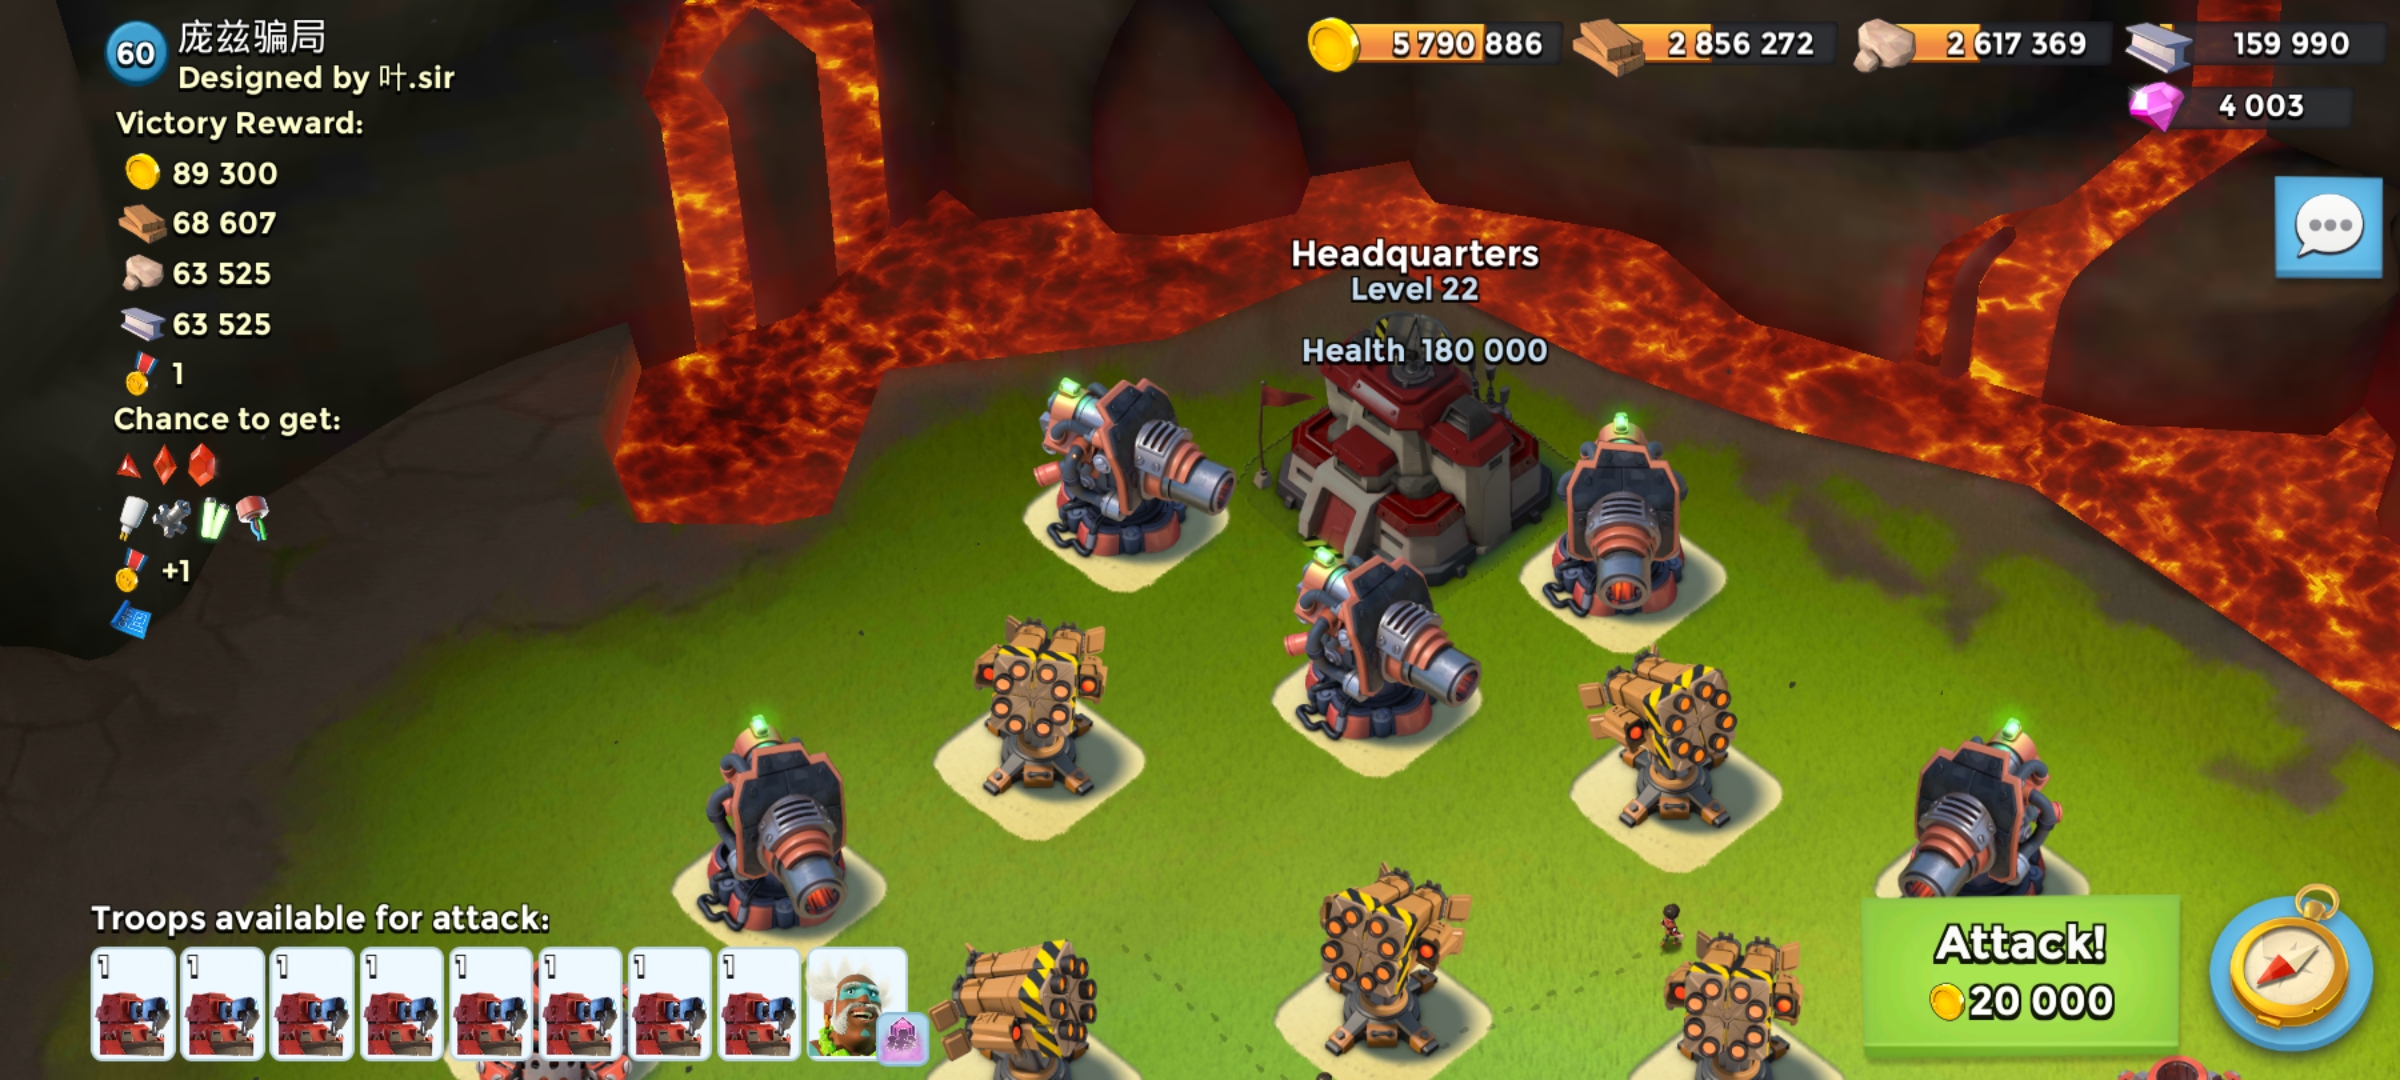 60
庞兹骗局
Designed by 叶.sir
Victory Reward:
89 300
68 607
63 525
63 525
1
Chance to get:
+1
5 790 886
2 856 272
2 617 369
159 990
4 003
Headquarters
Level 22
Health 180 000
Troops available for attack:
1 1 1 1 1 1 1 1
Attack!
20 000